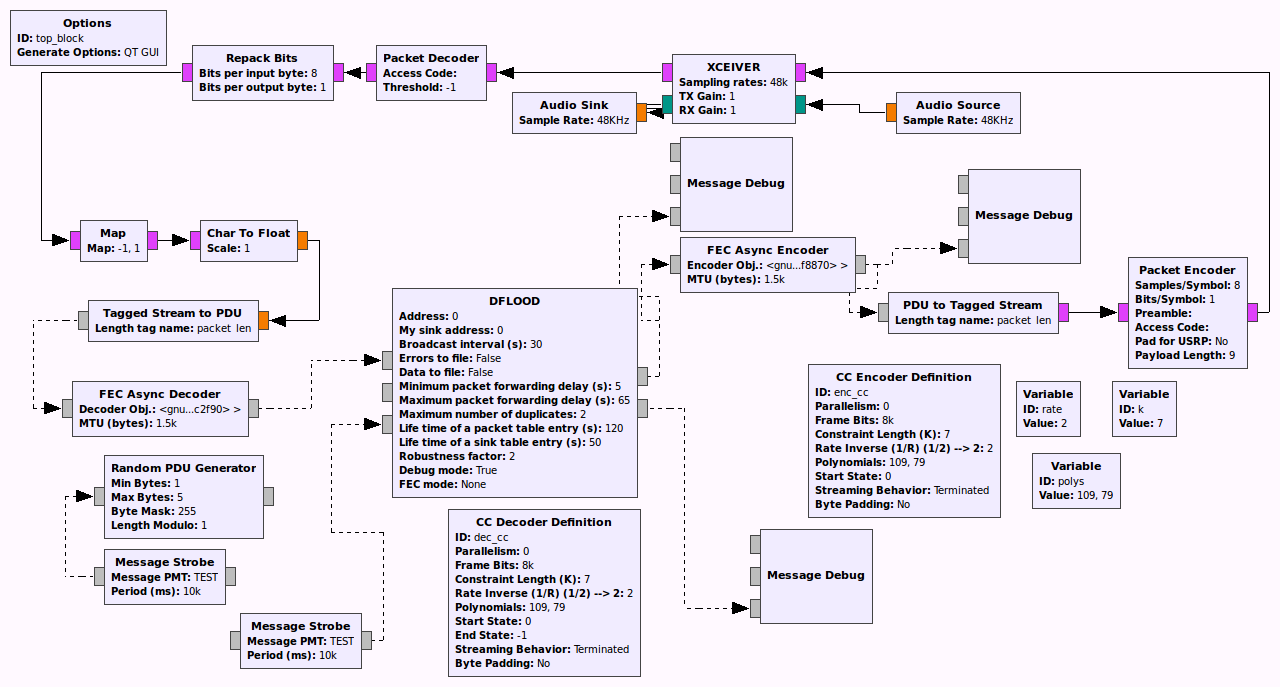 Options
ID: top_block
Generate Options: QT GUI
Repack Bits
Bits per input byte: 8
Bits per output byte: 1
Packet Decoder
Access Code:
Threshold: -1
XCEIVER
Sampling rates: 48k
TX Gain: 1
RX Gain: 1
Audio Sink
Sample Rate: 48KHz
Audio Source
Sample Rate: 48KHz
Message Debug
Message Debug
Map
Map: -1, 1
Char To Float
Scale: 1
FEC Async Encoder
Encoder Obj.: <gnu...f8870> >
MTU (bytes): 1.5k
Packet Encoder
Samples/Symbol: 8
Bits/Symbol: 1
Preamble:
Access Code:
Pad for USRP: No
Payload Length: 9
Tagged Stream to PDU
Length tag name: packet_len
PDU to Tagged Stream
Length tag name: packet_len
DFLOOD
Address: 0
My sink address: 0
Broadcast interval (s): 30
Errors to file: False
Data to file: False
Minimum packet forwarding delay (s): 5
Maximum packet forwarding delay (s): 65
Maximum number of duplicates: 2
Life time of a packet table entry (s): 120
Life time of a sink table entry (s): 50
Robustness factor: 2
Debug mode: True
FEC mode: None
FEC Async Decoder
Decoder Obj.: <gnu...c2f90> >
MTU (bytes): 1.5k
CC Encoder Definition
ID: enc_cc
Parallelism: 0
Frame Bits: 8k
Constraint Length (K): 7
Rate Inverse (1/R) (1/2) --> 2: 2
Polynomials: 109, 79
Start State: 0
Streaming Behavior: Terminated
Byte Padding: No
Variable
ID: rate
Value: 2
Variable
ID: k
Value: 7
Variable
ID: polys
Value: 109, 79
Random PDU Generator
Min Bytes: 1
Max Bytes: 5
Byte Mask: 255
Length Modulo: 1
CC Decoder Definition
ID: dec_cc
Parallelism: 0
Frame Bits: 8k
Constraint Length (K): 7
Rate Inverse (1/R) (1/2) --> 2: 2
Polynomials: 109, 79
Start State: 0
End State: -1
Streaming Behavior: Terminated
Byte Padding: No
Message Debug
Message Strobe
Message PMT: TEST
Period (ms): 10k
Message Strobe
Message PMT: TEST
Period (ms): 10k